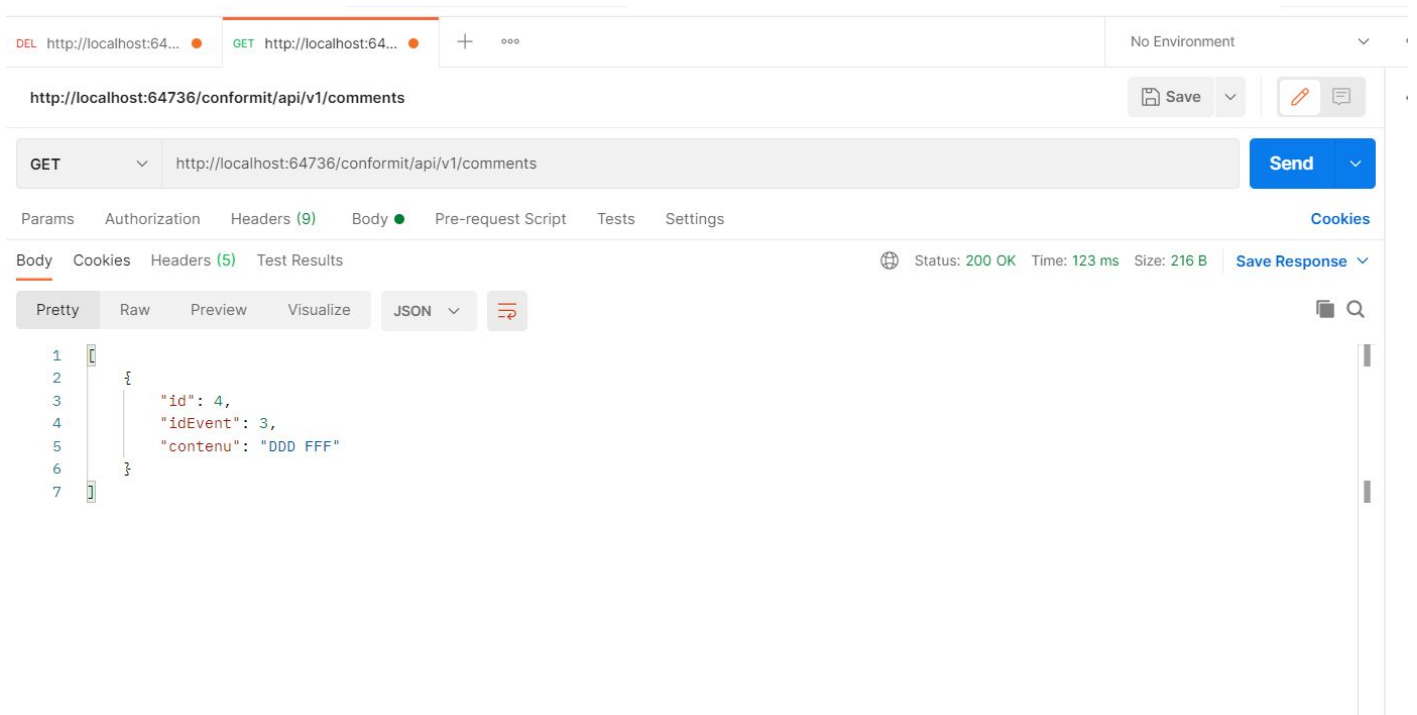 DEL http://localhost:64... GET http://localhost:64... No Environment
http://localhost:64736/conformit/api/v1/comments Save
GET http://localhost:64736/conformit/api/v1/comments Send
Params Authorization Headers (9) Body Pre-request Script Tests Settings Cookies
Body Cookies Headers (5) Test Results Status: 200 OK Time: 123 ms Size: 216 B Save Response
Pretty Raw Preview Visualize JSON
1 [
2 {
3 "id": 4,
4 "idEvent": 3,
5 "contenu": "DDD FFF"
6 }
7 ]